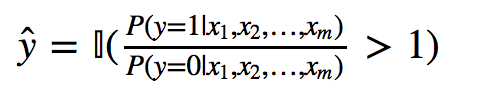 ŷ = 𝕀( P(y=1|x₁,x₂,…,xₘ) / P(y=0|x₁,x₂,…,xₘ) > 1)